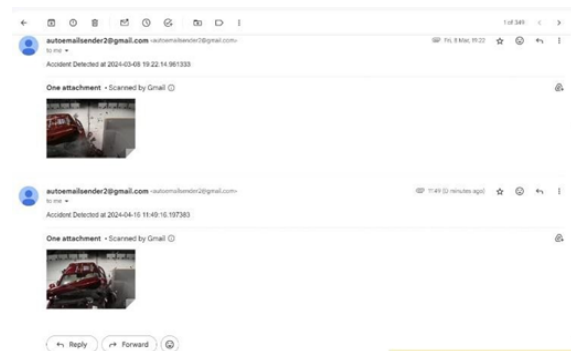 1 of 349
autoemailsender2@gmail.com <autoemailsender2@gmail.com>
Fri, 8 Mar, 19:22
to me
Accident Detected at 2024-03-08 19:22:14.961333
One attachment • Scanned by Gmail
autoemailsender2@gmail.com <autoemailsender2@gmail.com>
11:49 (0 minutes ago)
to me
Accident Detected at 2024-04-16 11:49:16.197383
One attachment • Scanned by Gmail
Reply
Forward